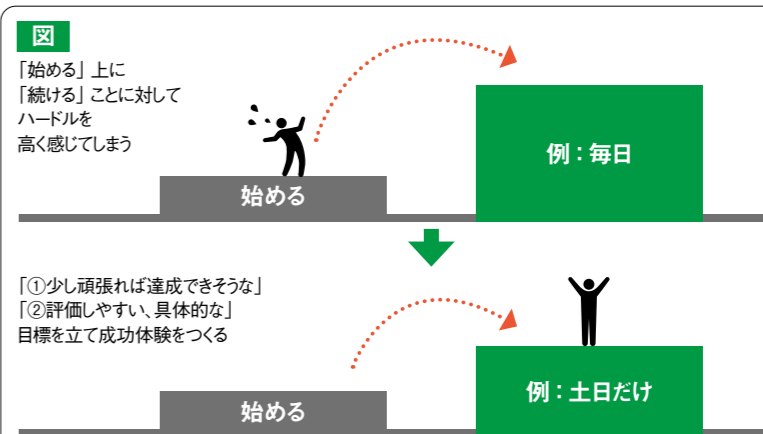 図
「始める」上に
「続ける」ことに対して
ハードルを
高く感じてしまう
始める
例：毎日
「①少し頑張れば達成できそうな」
「②評価しやすい、具体的な」
目標を立て成功体験をつくる
始める
例：土日だけ